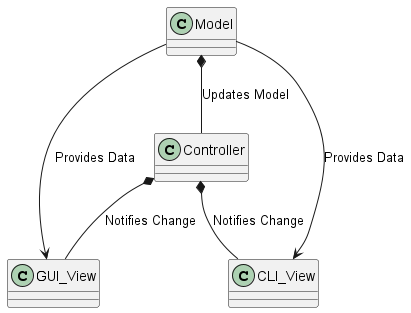 C Model
Updates Model
C Controller
Provides Data
Provides Data
Notifies Change
Notifies Change
C GUI_View
C CLI_View